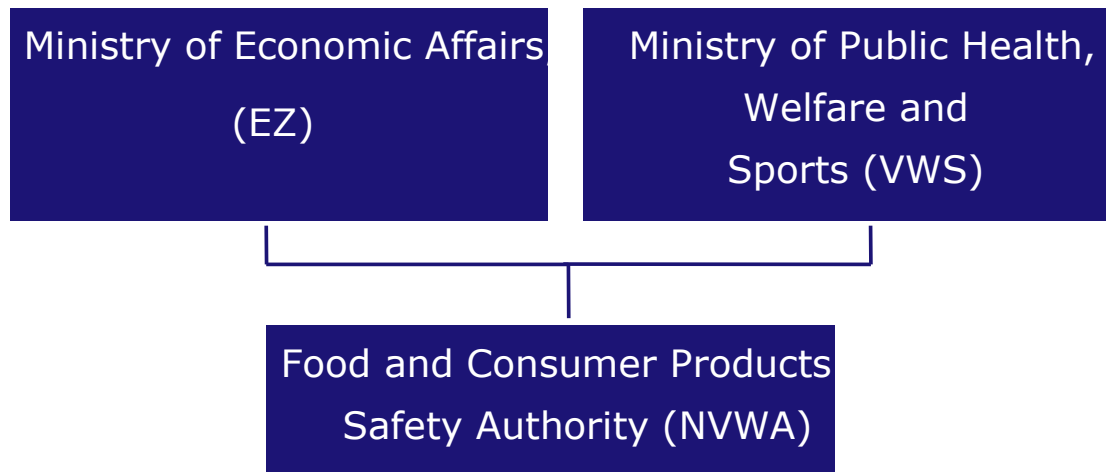 Ministry of Economic Affairs,
(EZ)
Ministry of Public Health,
Welfare and
Sports (VWS)
Food and Consumer Products
Safety Authority (NVWA)